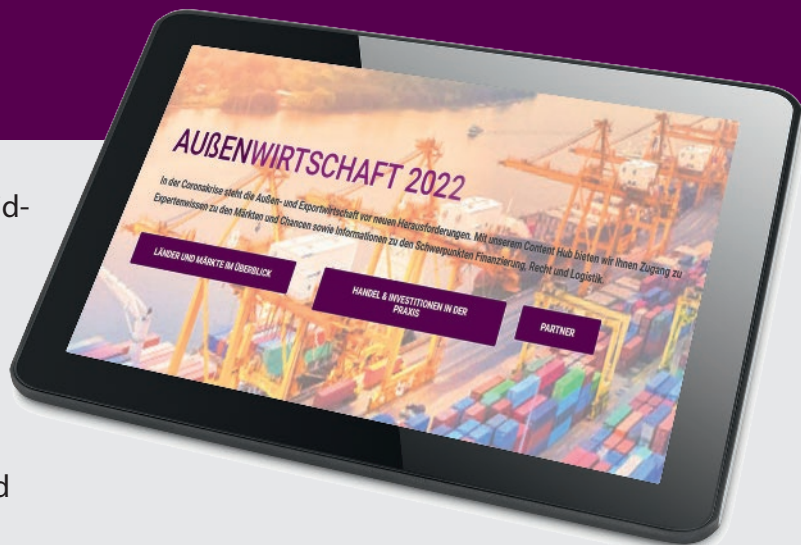 AUßENWIRTSCHAFT 2022
In der Coronakrise steht die Außen- und Exportwirtschaft vor neuen Herausforderungen. Mit unserem Content Hub bieten wir Ihnen Zugang zu
Expertenwissen zu den Märkten und Chancen sowie Informationen zu den Schwerpunkten Finanzierung, Recht und Logistik.
LÄNDER UND MÄRKTE IM ÜBERBLICK
HANDEL & INVESTITIONEN IN DER
PRAXIS
PARTNER
d-
d